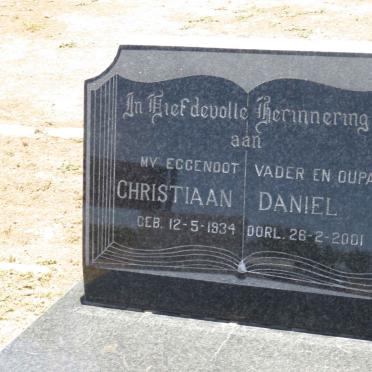 In Liefdevolle Herinnering
aan
MY EGGENOOT VADER EN OUPA
CHRISTIAAN DANIEL
GEB. 12-5-1934 OORL. 26-2-2001